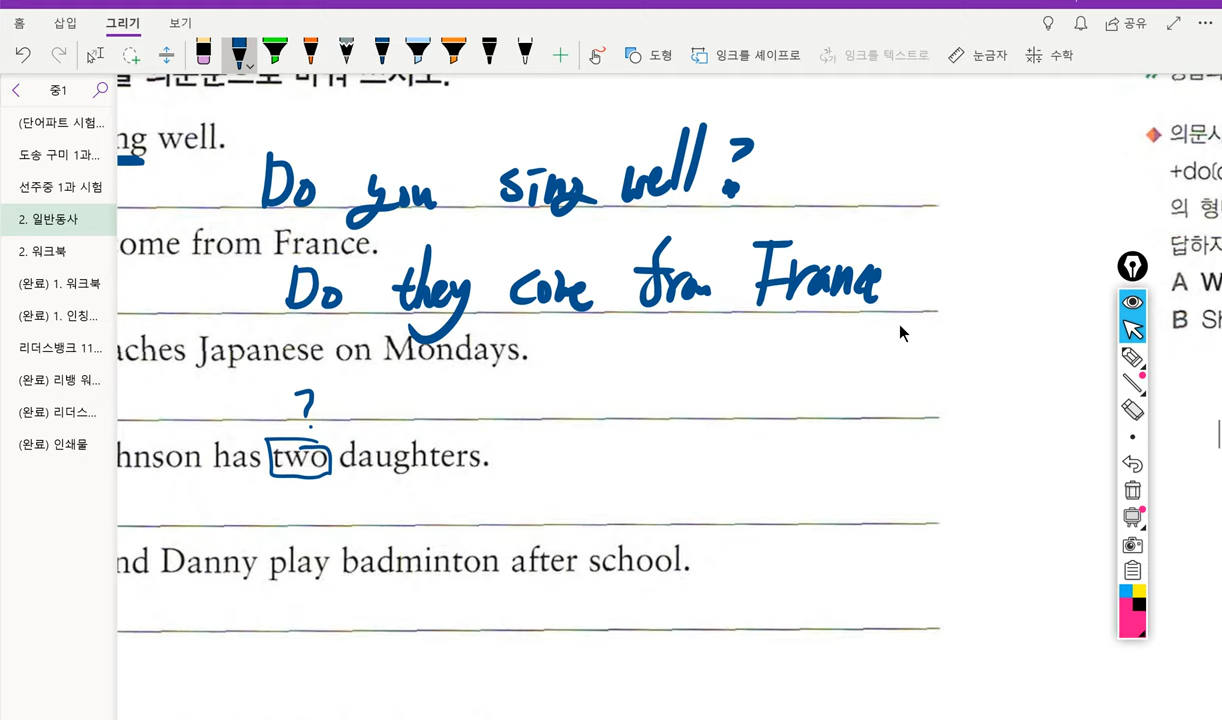 홈 삽입 그리기 보기
공유
도형 잉크를 셰이프로 잉크를 텍스트로 눈금자 수학
중1
(단어파트 시험...
도송 구미 1과...
선주중 1과 시험
2. 일반동사
2. 워크북
(완료) 1. 워크북
(완료) 1. 인칭...
리더스뱅크 11...
(완료) 리뱅 워...
(완료) 리더스...
(완료) 인쇄물
ng well.
Do you sing well?
ome from France.
Do they come from France
aches Japanese on Mondays.
?
hnson has two daughters.
nd Danny play badminton after school.
의문사
+do(
의 형
답하지
A W
B Sh